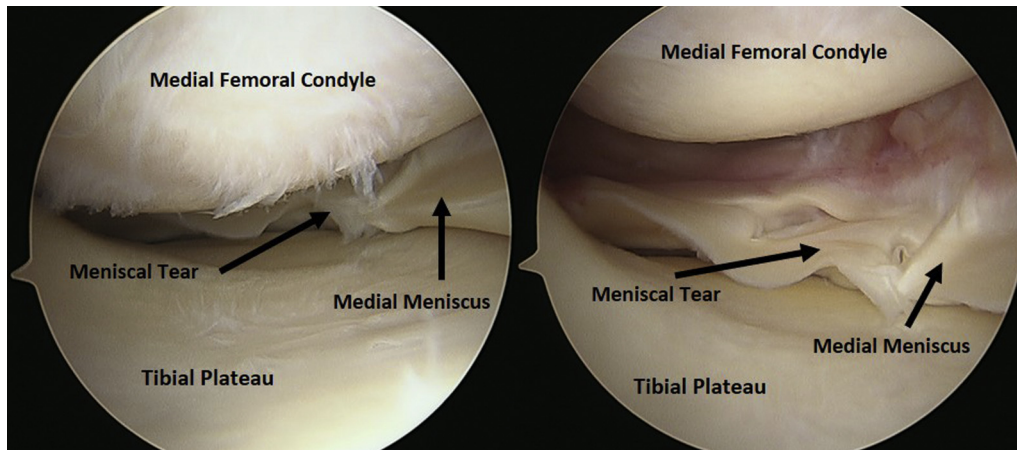 Medial Femoral Condyle
Meniscal Tear
Medial Meniscus
Tibial Plateau
Medial Femoral Condyle
Meniscal Tear
Medial Meniscus
Tibial Plateau